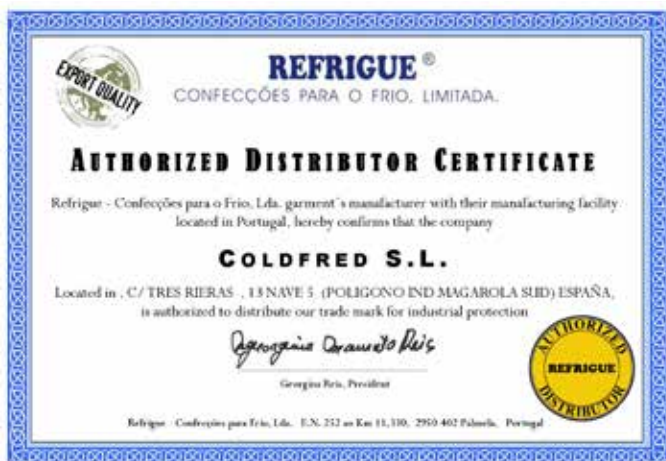 EXPORT QUALITY
REFRIGUE ®
CONFECÇÕES PARA O FRIO, LIMITADA.
AUTHORIZED DISTRIBUTOR CERTIFICATE
Refrigue - Confecções para o Frio, Lda. garment´s manufacturer with their manufacturing facility
located in Portugal, hereby confirms that the company
COLDFRED S.L.
Located in , C/ TRES RIERAS , 13 NAVE 5 (POLIGONO IND MAGAROLA SUD) ESPAÑA,
is authorized to distribute our trade mark for industrial protection
Georgina Reis, President
AUTHORIZED
REFRIGUE
DISTRIBUTOR
Refrigue - Confecções para Frio, Lda. E.N. 252 ao Km 11,330, 2950-402 Palmela, Portugal